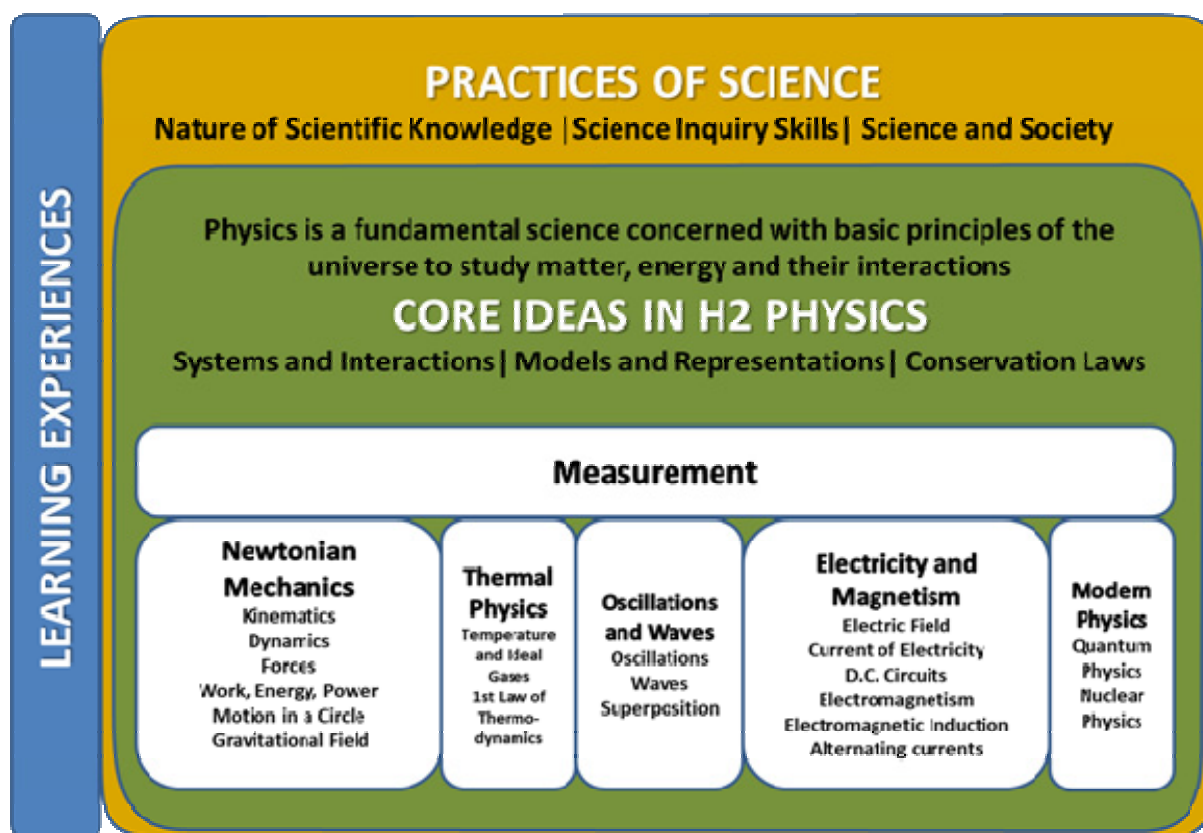 LEARNING EXPERIENCES
PRACTICES OF SCIENCE
Nature of Scientific Knowledge |Science Inquiry Skills| Science and Society
Physics is a fundamental science concerned with basic principles of the
universe to study matter, energy and their interactions
CORE IDEAS IN H2 PHYSICS
Systems and Interactions| Models and Representations| Conservation Laws
Measurement
Newtonian
Mechanics
Kinematics
Dynamics
Forces
Work, Energy, Power
Motion in a Circle
Gravitational Field
Thermal
Physics
Temperature
and Ideal
Gases
1st Law of
Thermo-
dynamics
Oscillations
and Waves
Oscillations
Waves
Superposition
Electricity and
Magnetism
Electric Field
Current of Electricity
D.C. Circuits
Electromagnetism
Electromagnetic Induction
Alternating currents
Modern
Physics
Quantum
Physics
Nuclear
Physics